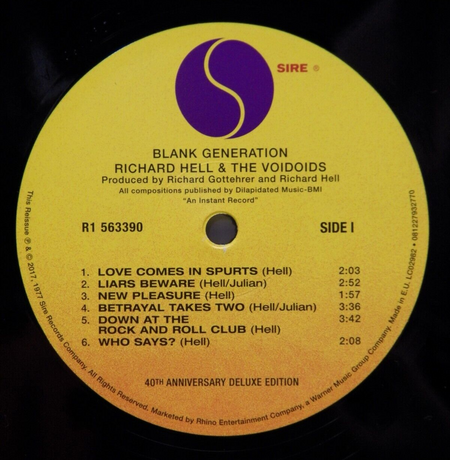 SIRE ®
BLANK GENERATION
RICHARD HELL & THE VOIDOIDS
Produced by Richard Gottehrer and Richard Hell
All compositions published by Dilapidated Music-BMI
"An Instant Record"
R1 563390
SIDE I
1. LOVE COMES IN SPURTS (Hell) 2:03
2. LIARS BEWARE (Hell/Julian) 2:52
3. NEW PLEASURE (Hell) 1:57
4. BETRAYAL TAKES TWO (Hell/Julian) 3:36
5. DOWN AT THE 3:42
ROCK AND ROLL CLUB (Hell)
6. WHO SAYS? (Hell) 2:08
40TH ANNIVERSARY DELUXE EDITION
This Reissue ℗ & © 2017, 1977 Sire Records Company. All Rights Reserved. Marketed by Rhino Entertainment Company, a Warner Music Group Company. Made in E.U. LC02982 • 081227932770